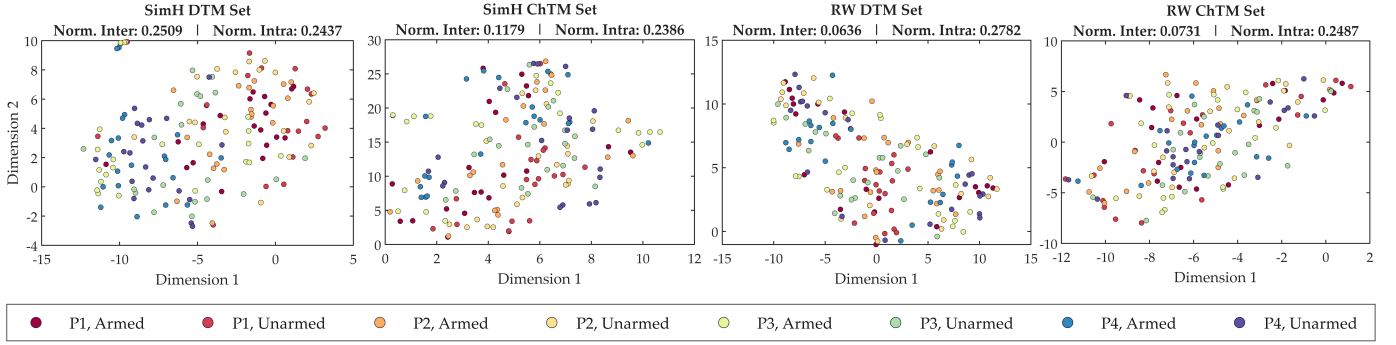 SimH DTM Set
Norm. Inter: 0.2509 | Norm. Intra: 0.2437
Dimension 2
10
8
6
4
2
0
-2
-4
-15
-10
-5
0
5
Dimension 1
SimH ChTM Set
Norm. Inter: 0.1179 | Norm. Intra: 0.2386
30
25
20
15
10
5
0
0
2
4
6
8
10
12
Dimension 1
RW DTM Set
Norm. Inter: 0.0636 | Norm. Intra: 0.2782
15
10
5
0
-15
-10
-5
0
5
10
15
Dimension 1
RW ChTM Set
Norm. Inter: 0.0731 | Norm. Intra: 0.2487
10
5
0
-5
-10
-12
-10
-8
-6
-4
-2
0
2
Dimension 1
P1, Armed
P1, Unarmed
P2, Armed
P2, Unarmed
P3, Armed
P3, Unarmed
P4, Armed
P4, Unarmed